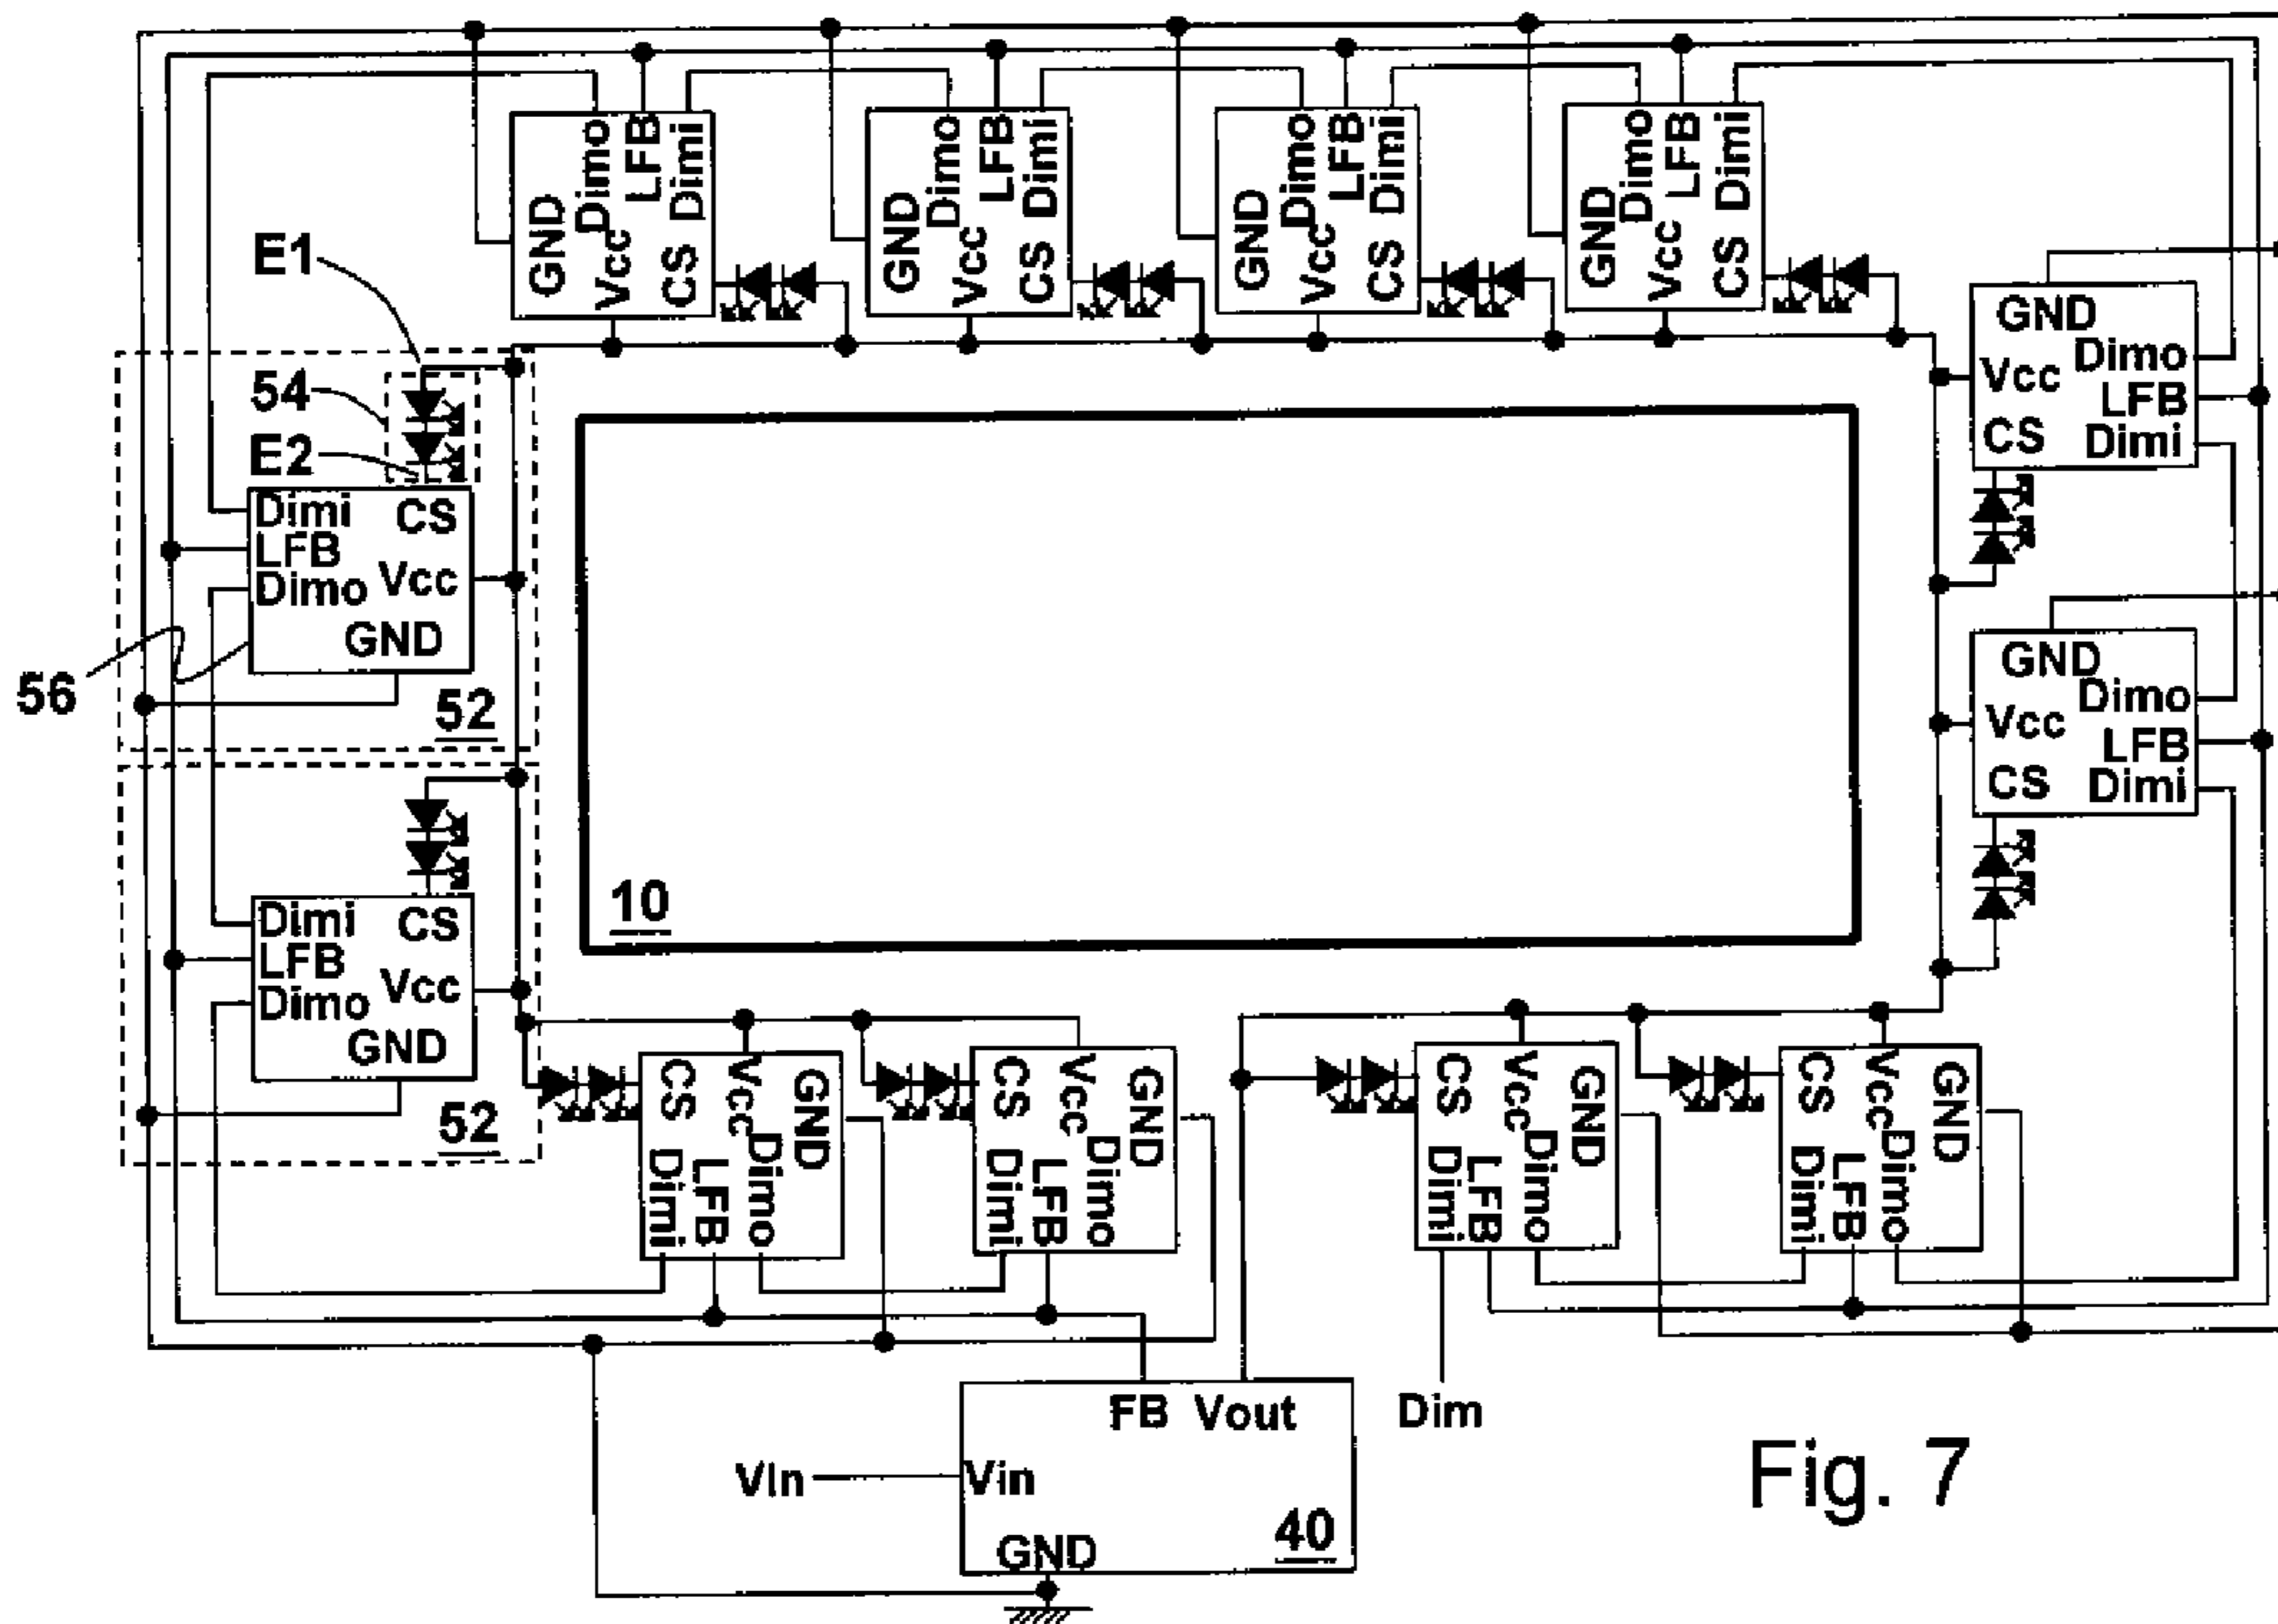 GND Dimo LFB Dimi
Vcc CS
GND Dimo LFB Dimi
Vcc CS
GND Dimo LFB Dimi
Vcc CS
GND Dimo LFB Dimi
Vcc CS
E1
54
E2
Dimi CS
LFB
Dimo Vcc
GND
56
52
Dimi CS
LFB
Dimo Vcc
GND
52
10
GND
Dimo
Vcc
LFB
CS
Dimi
GND
Dimo
Vcc
LFB
CS
Dimi
CS Vcc GND
Dimi LFB Dimo
CS Vcc GND
Dimi LFB Dimo
CS Vcc GND
Dimi LFB Dimo
CS Vcc GND
Dimi LFB Dimo
FB Vout
Dim
VIn
Vin
40
GND
Fig. 7